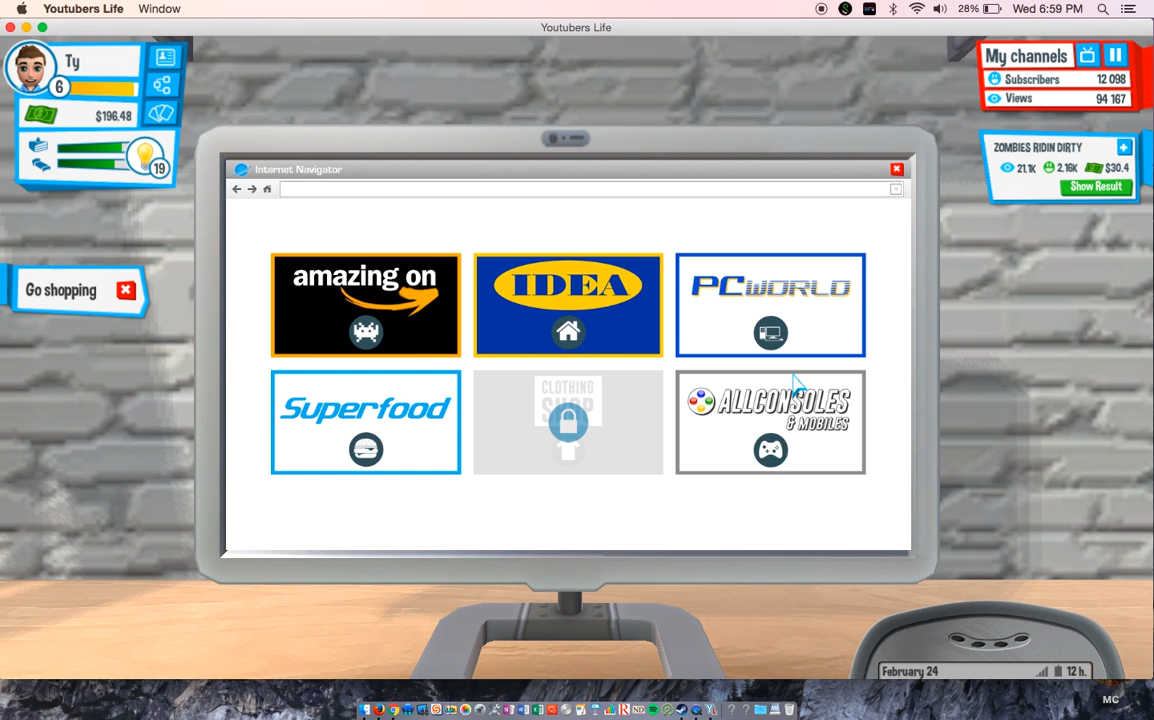 Youtubers Life Window
28% Wed 6:59 PM
Youtubers Life
Ty
6
$196.48
19
Go shopping
My channels
Subscribers 12 098
Views 94 167
ZOMBIES RIDIN DIRTY
21.1K 2.16K $30.4
Show Result
Internet Navigator
amazing on
IDEA
PCWORLD
Superfood
CLOTHING
SHOP
ALLCONSOLES
& MOBILES
February 24 12 h.
MC